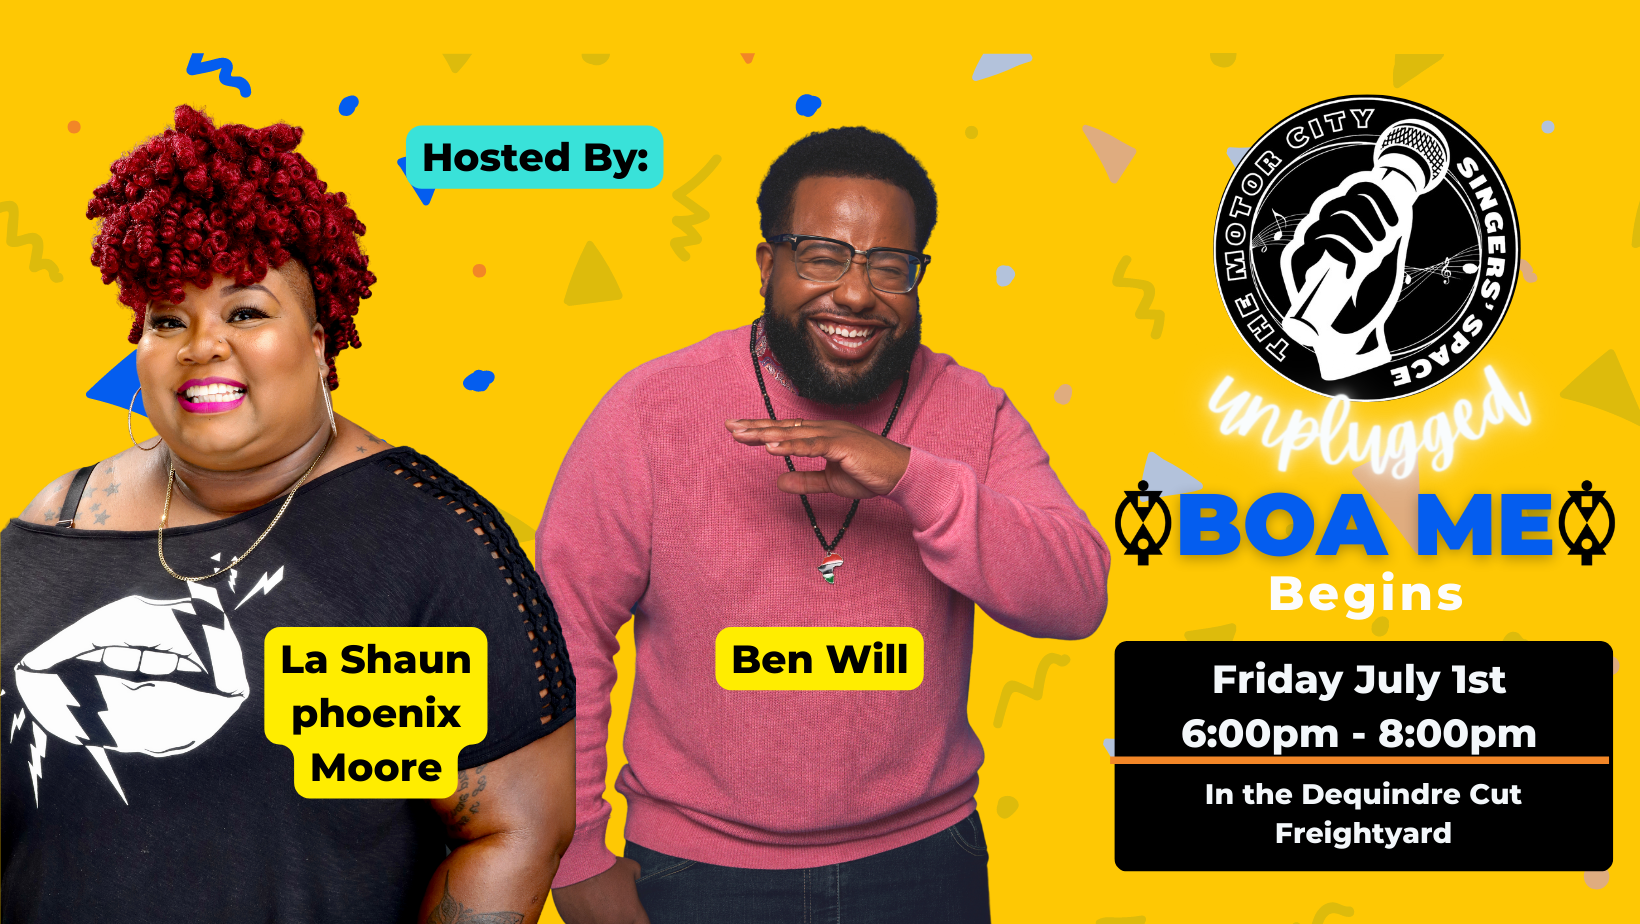 Hosted By:
La Shaun
phoenix
Moore
Ben Will
THE MOTOR CITY
SINGERS' SPACE
unplugged
BOA ME
Begins
Friday July 1st
6:00pm - 8:00pm
In the Dequindre Cut
Freightyard